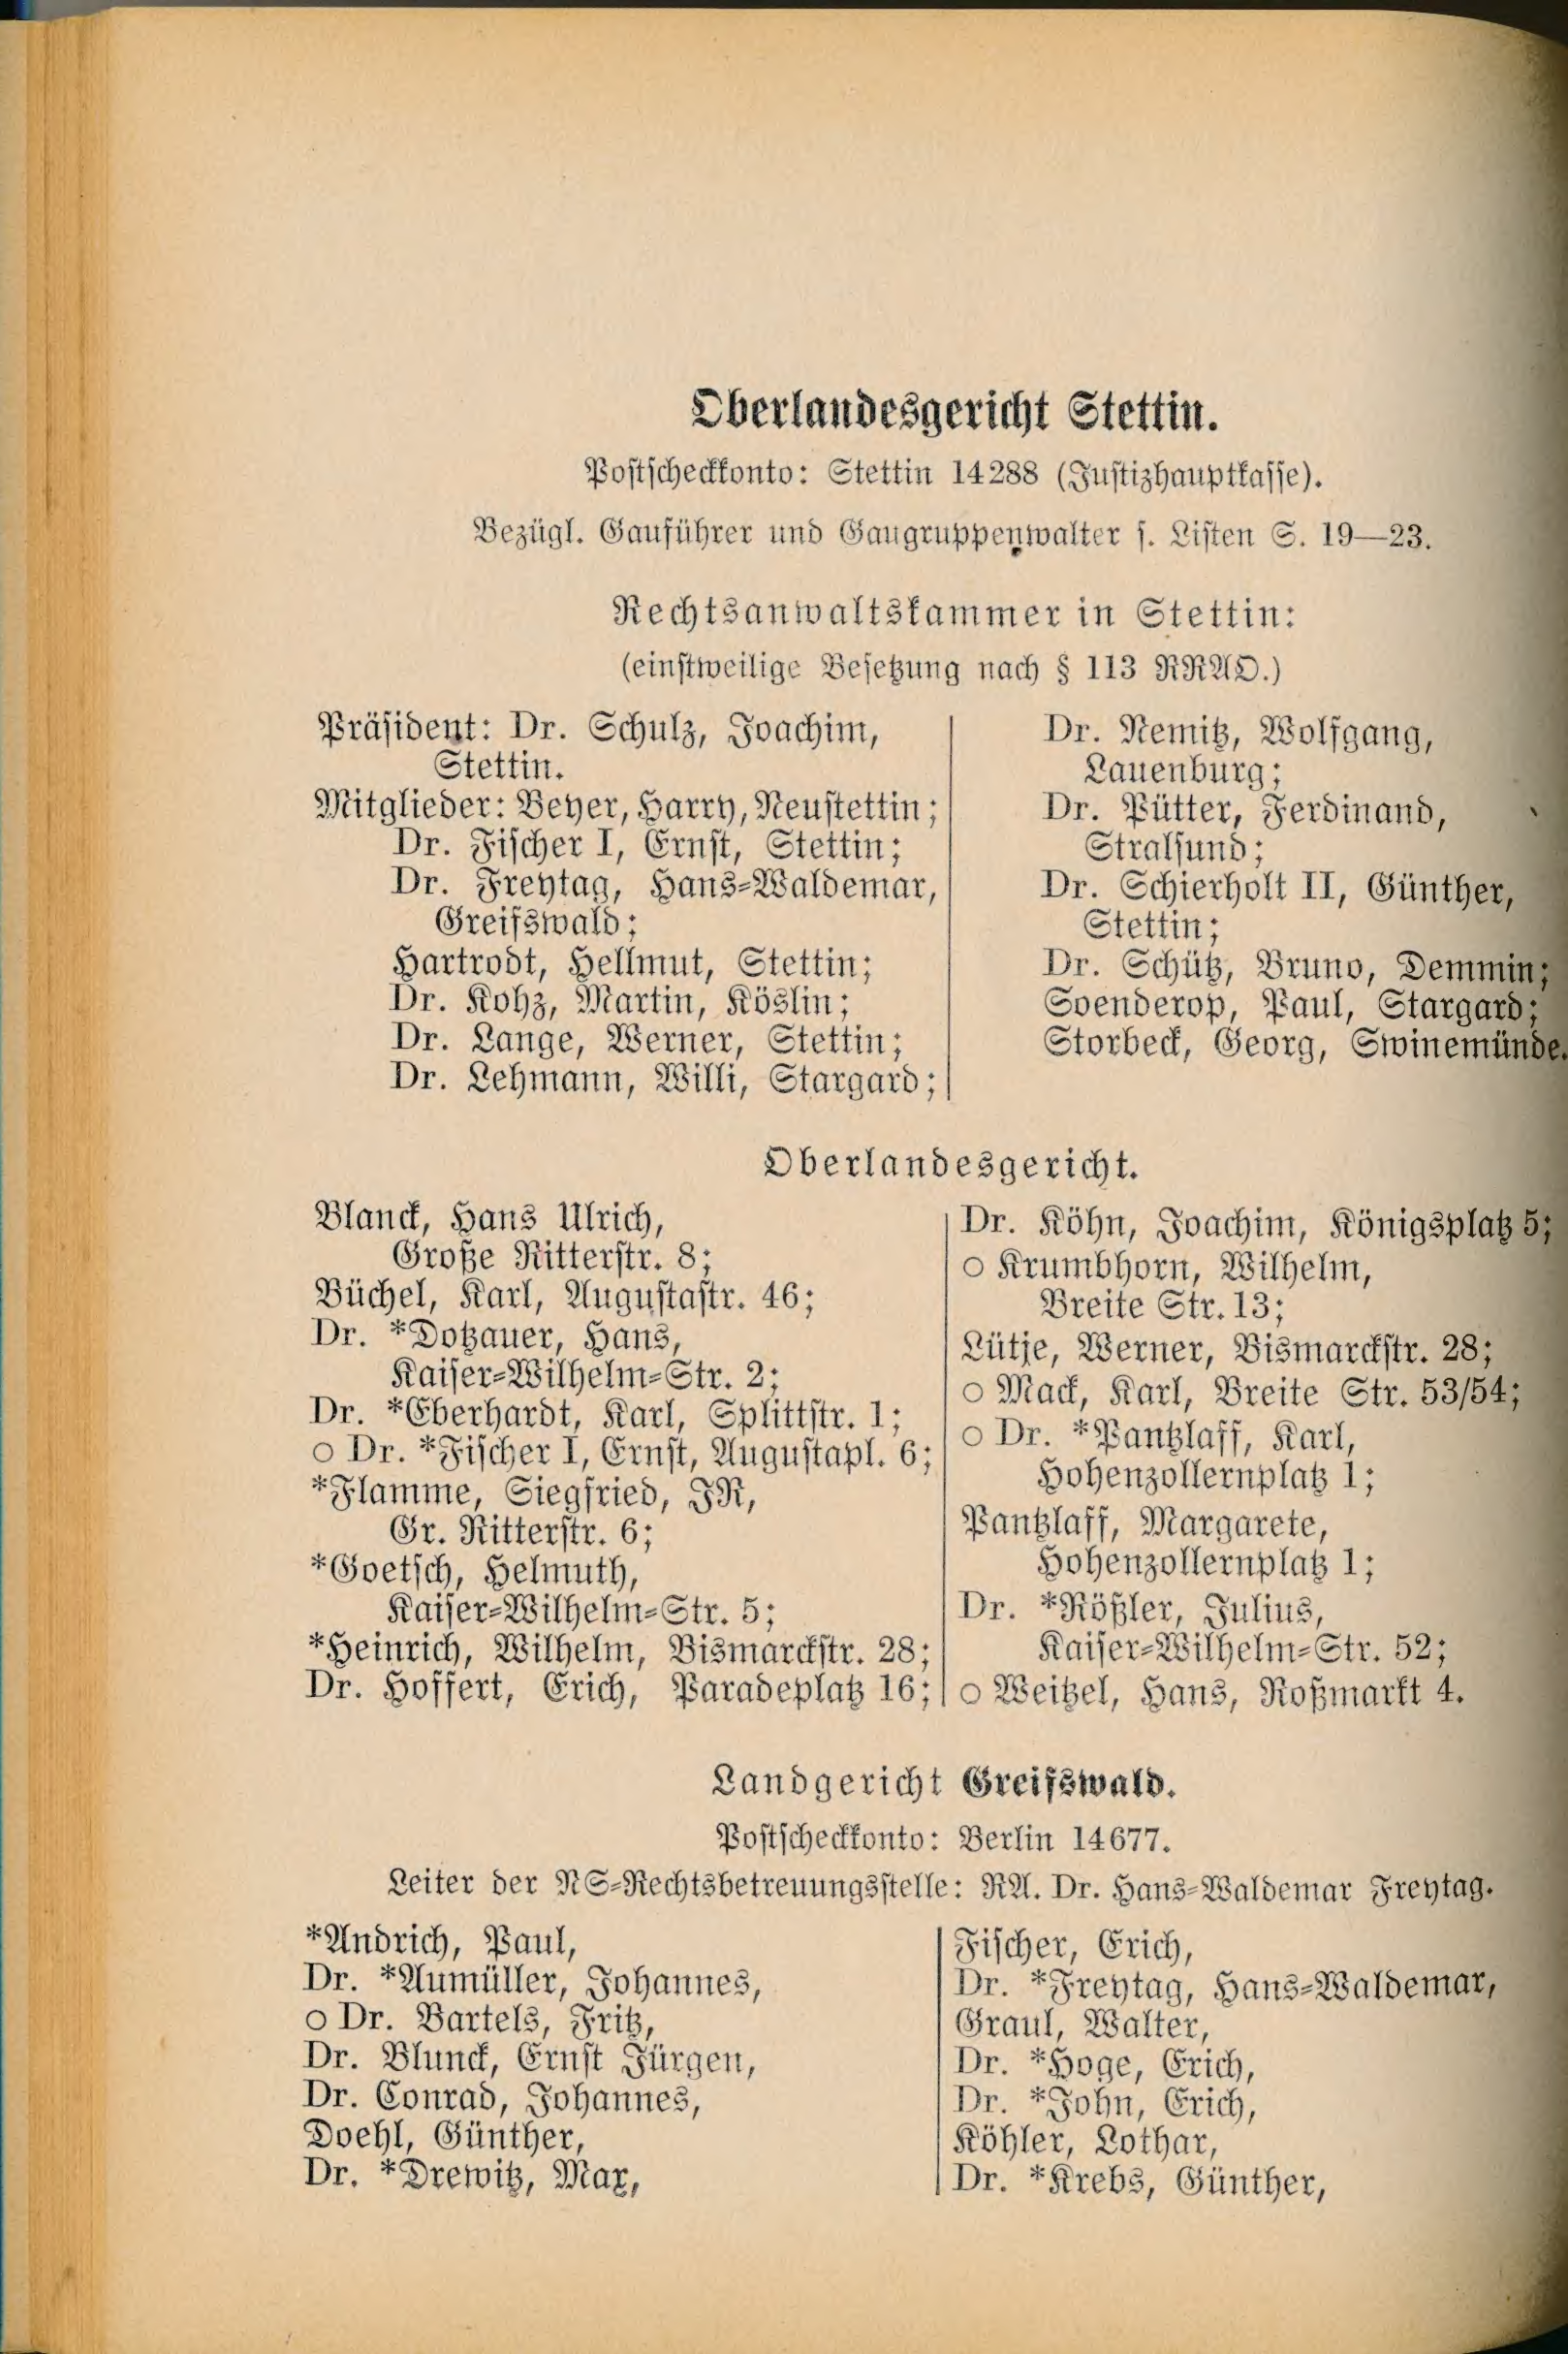 Oberlandesgericht Stettin.
Postscheckkonto: Stettin 14288 (Justizhauptkasse).
Bezügl. Gauführer und Gaugruppenwalter s. Listen S. 19—23.
Rechtsanwaltskammer in Stettin:
(einstweilige Besetzung nach § 113 RRAO.)
Präsident: Dr. Schulz, Joachim,
Stettin.
Mitglieder: Beyer, Harry, Neustettin;
Dr. Fischer I, Ernst, Stettin;
Dr. Freytag, Hans-Waldemar,
Greifswald;
Hartrodt, Hellmut, Stettin;
Dr. Kohz, Martin, Köslin;
Dr. Lange, Werner, Stettin;
Dr. Lehmann, Willi, Stargard;
Dr. Nemitz, Wolfgang,
Lauenburg;
Dr. Pütter, Ferdinand,
Stralsund;
Dr. Schierholt II, Günther,
Stettin;
Dr. Schütz, Bruno, Demmin;
Soenderop, Paul, Stargard;
Storbeck, Georg, Swinemünde.
Oberlandesgericht.
Blanck, Hans Ulrich,
Große Ritterstr. 8;
Büchel, Karl, Augustastr. 46;
Dr. *Dotzauer, Hans,
Kaiser-Wilhelm-Str. 2;
Dr. *Eberhardt, Karl, Splittstr. 1;
○ Dr. *Fischer I, Ernst, Augustapl. 6;
*Flamme, Siegfried, JR,
Gr. Ritterstr. 6;
*Goetsch, Helmuth,
Kaiser-Wilhelm-Str. 5;
*Heinrich, Wilhelm, Bismarckstr. 28;
Dr. Hoffert, Erich, Paradeplatz 16;
Dr. Köhn, Joachim, Königsplatz 5;
○ Krumbhorn, Wilhelm,
Breite Str. 13;
Lütje, Werner, Bismarckstr. 28;
○ Mack, Karl, Breite Str. 53/54;
○ Dr. *Pantzlaff, Karl,
Hohenzollernplatz 1;
Pantzlaff, Margarete,
Hohenzollernplatz 1;
Dr. *Rößler, Julius,
Kaiser-Wilhelm-Str. 52;
○ Weitzel, Hans, Roßmarkt 4.
Landgericht Greifswald.
Postscheckkonto: Berlin 14677.
Leiter der NS-Rechtsbetreuungsstelle: RA. Dr. Hans-Waldemar Freytag.
*Andrich, Paul,
Dr. *Aumüller, Johannes,
○ Dr. Bartels, Fritz,
Dr. Blunck, Ernst Jürgen,
Dr. Conrad, Johannes,
Doehl, Günther,
Dr. *Drewitz, Max,
Fischer, Erich,
Dr. *Freytag, Hans-Waldemar,
Graul, Walter,
Dr. *Hoge, Erich,
Dr. *John, Erich,
Köhler, Lothar,
Dr. *Krebs, Günther,